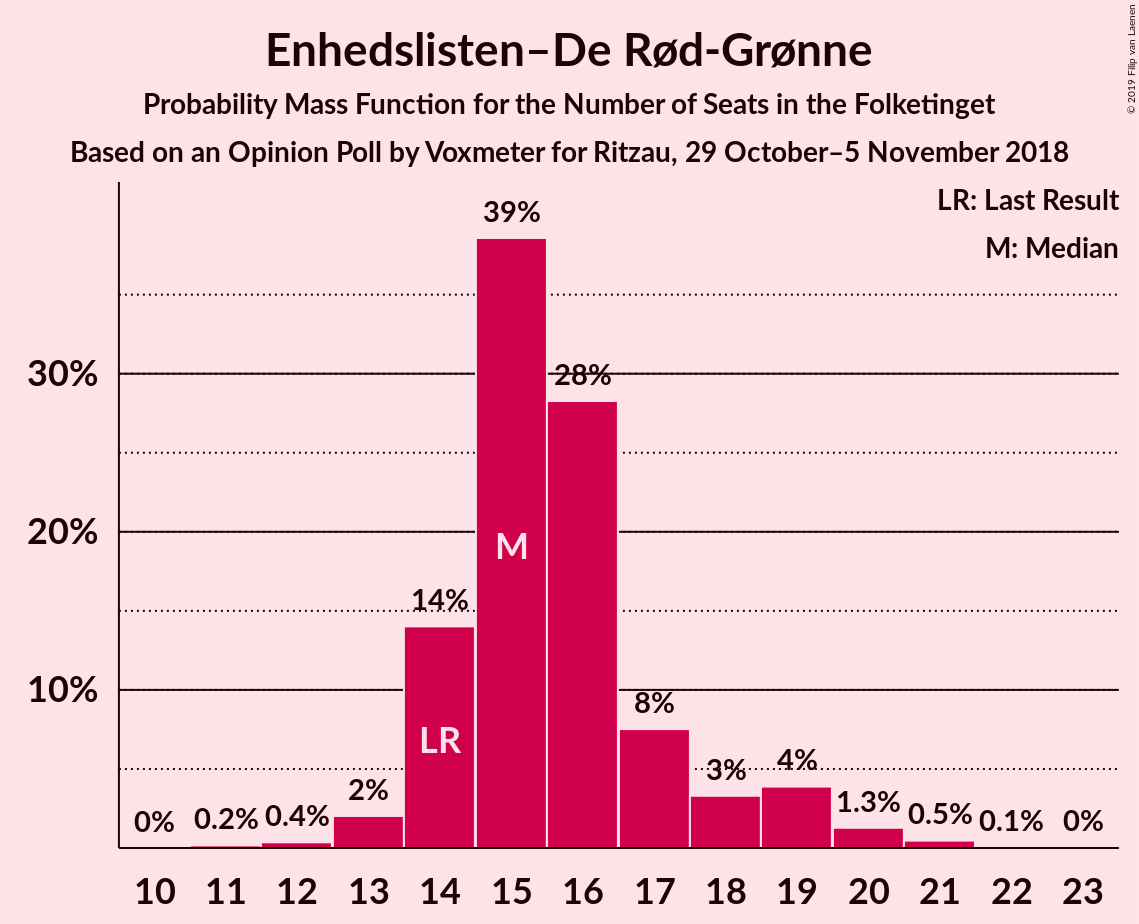 Enhedslisten–De Rød-Grønne
Probability Mass Function for the Number of Seats in the Folketinget
Based on an Opinion Poll by Voxmeter for Ritzau, 29 October–5 November 2018
© 2019 Filip van Laenen
LR: Last Result
M: Median
30%
20%
10%
0%
0.2%
0.4%
2%
14%
39%
28%
8%
3%
4%
1.3%
0.5%
0.1%
0%
LR
M
10 11 12 13 14 15 16 17 18 19 20 21 22 23